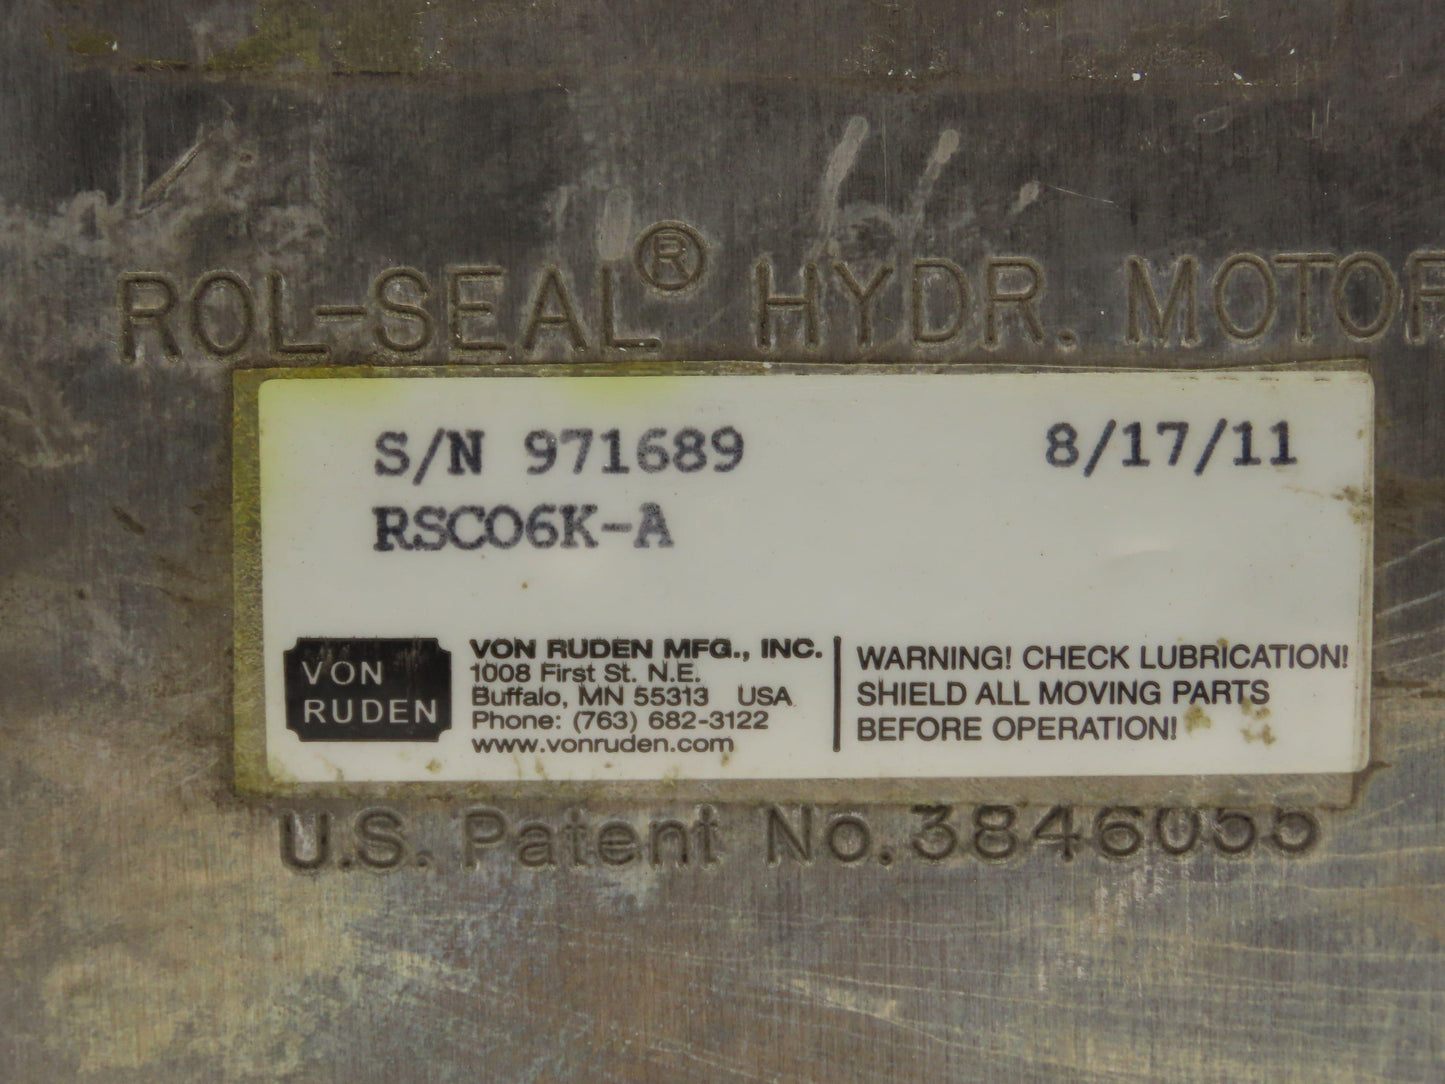 ROL-SEAL® HYDR. MOTOR
S/N 971689 8/17/11
RSC06K-A
VON
RUDEN
VON RUDEN MFG., INC.
1008 First St. N.E.
Buffalo, MN 55313 USA
Phone: (763) 682-3122
www.vonruden.com
WARNING! CHECK LUBRICATION!
SHIELD ALL MOVING PARTS
BEFORE OPERATION!
U.S. Patent No. 3846055